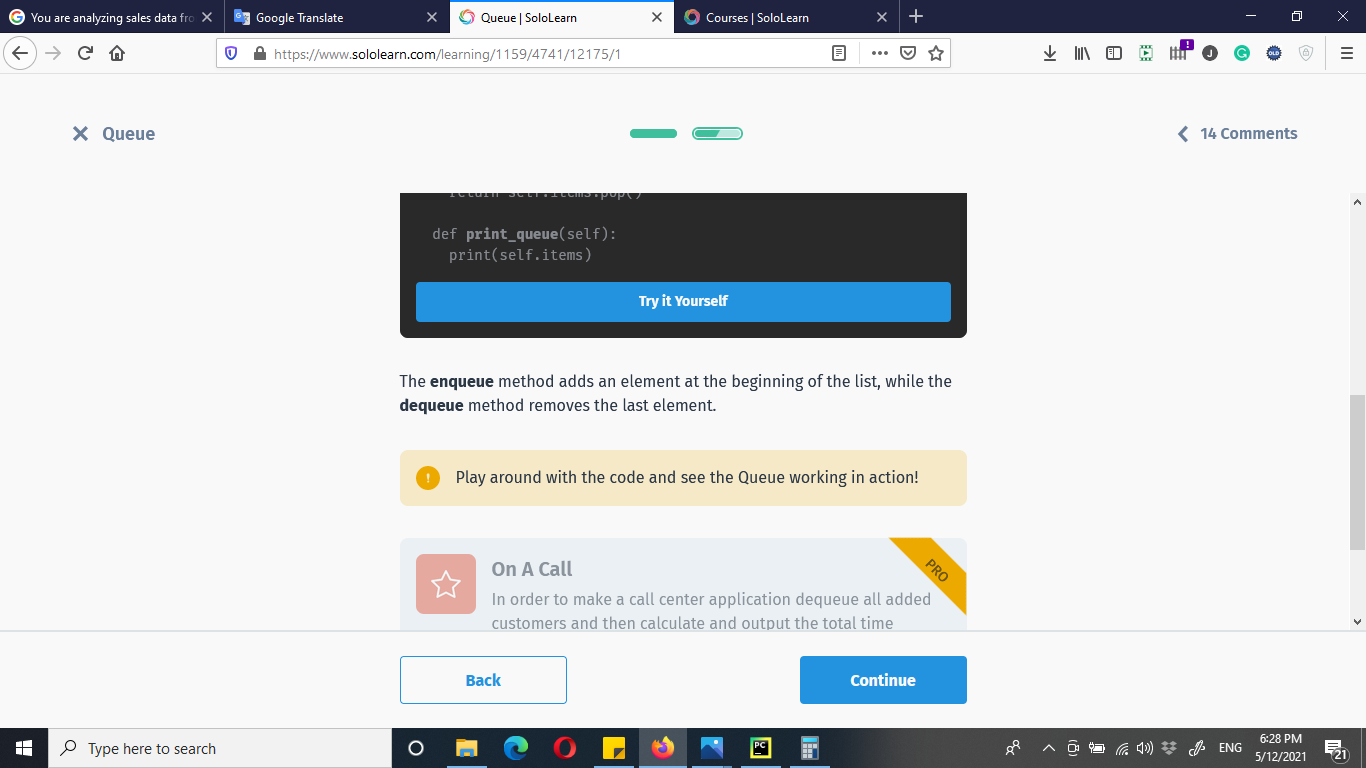 You are analyzing sales data fro
Google Translate
Queue | SoloLearn
Courses | SoloLearn
https://www.sololearn.com/learning/1159/4741/12175/1
Queue
14 Comments
return self.items.pop()
def print_queue(self):
print(self.items)
Try it Yourself
The enqueue method adds an element at the beginning of the list, while the
dequeue method removes the last element.
Play around with the code and see the Queue working in action!
PRO
On A Call
In order to make a call center application dequeue all added
customers and then calculate and output the total time
Back
Continue
Type here to search
PC
ENG
6:28 PM
5/12/2021
21